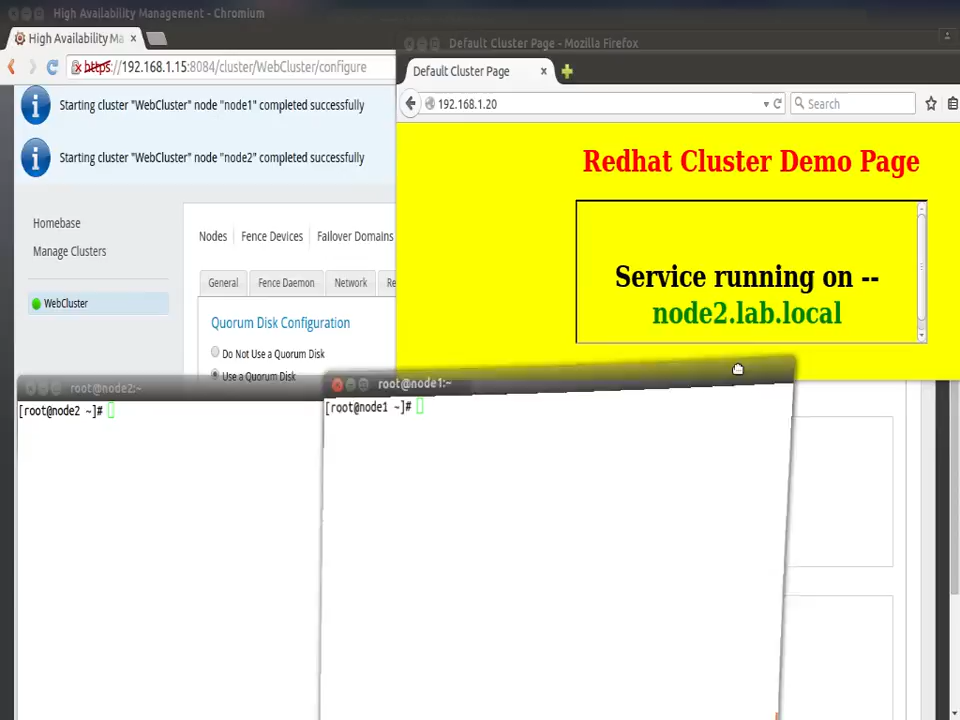 High Availability Management - Chromium
High Availability Ma
https://192.168.1.15:8084/cluster/WebCluster/configure
Starting cluster "WebCluster" node "node1" completed successfully
Starting cluster "WebCluster" node "node2" completed successfully
Homebase
Manage Clusters
WebCluster
Nodes Fence Devices Failover Domains
General Fence Daemon Network Re
Quorum Disk Configuration
Do Not Use a Quorum Disk
Use a Quorum Disk
Default Cluster Page - Mozilla Firefox
Default Cluster Page
192.168.1.20
Search
Redhat Cluster Demo Page
Service running on --
node2.lab.local
root@node2:~
[root@node2 ~]#
root@node1:~
[root@node1 ~]#